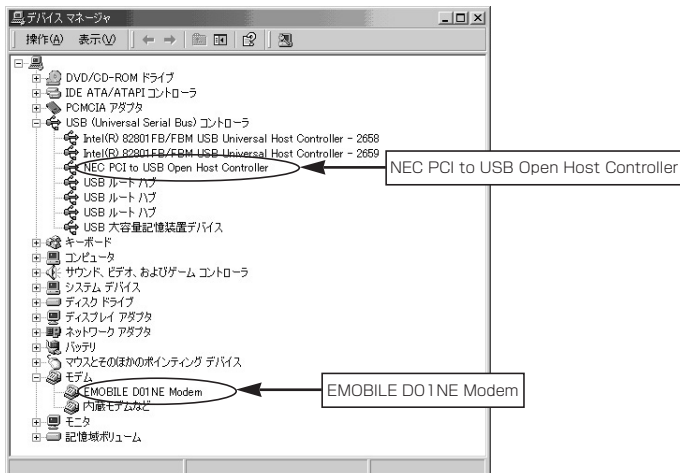 デバイス マネージャ
操作(A) 表示(V)
DVD/CD-ROM ドライブ
IDE ATA/ATAPI コントローラ
PCMCIA アダプタ
USB (Universal Serial Bus) コントローラ
Intel(R) 82801FB/FBM USB Universal Host Controller - 2658
Intel(R) 82801FB/FBM USB Universal Host Controller - 2659
NEC PCI to USB Open Host Controller
NEC PCI to USB Open Host Controller
USB ルート ハブ
USB ルート ハブ
USB ルート ハブ
USB 大容量記憶装置デバイス
キーボード
コンピュータ
サウンド、ビデオ、およびゲーム コントローラ
システム デバイス
ディスク ドライブ
ディスプレイ アダプタ
ネットワーク アダプタ
バッテリ
マウスとそのほかのポインティング デバイス
モデム
EMOBILE D01NE Modem
EMOBILE D01NE Modem
内蔵モデムなど
モニタ
記憶域ボリューム